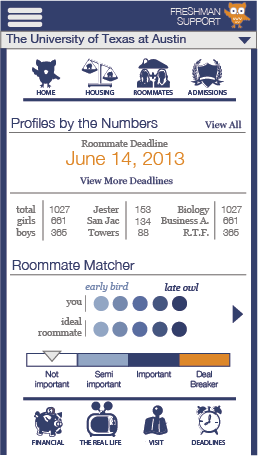 FRESHMAN
SUPPORT
The University of Texas at Austin
HOME HOUSING ROOMMATES ADMISSIONS
Profiles by the Numbers View All
Roommate Deadline
June 14, 2013
View More Deadlines
total 1027 Jester 153 Biology 1027
girls 661 San Jac 134 Business A. 661
boys 365 Towers 88 R.T.F. 365
Roommate Matcher
early bird late owl
you
ideal
roommate
Not important Semi important Important Deal Breaker
FINANCIAL THE REAL LIFE VISIT DEADLINES